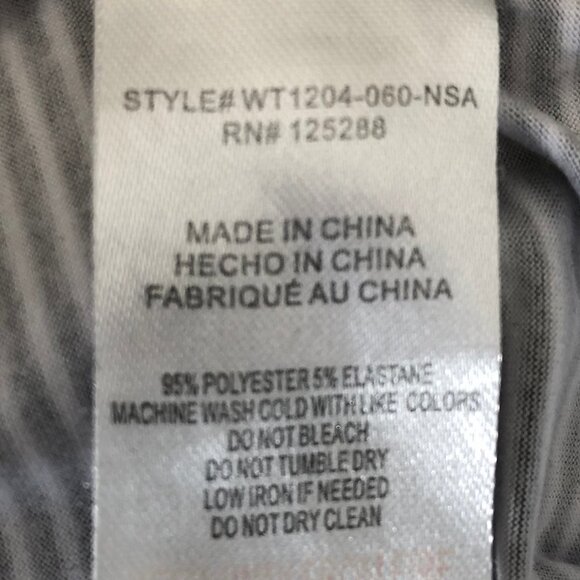 STYLE# WT1204-060-NSA
RN# 125288
MADE IN CHINA
HECHO IN CHINA
FABRIQUÉ AU CHINA
95% POLYESTER 5% ELASTANE
MACHINE WASH COLD WITH LIKE COLORS
DO NOT BLEACH
DO NOT TUMBLE DRY
LOW IRON IF NEEDED
DO NOT DRY CLEAN